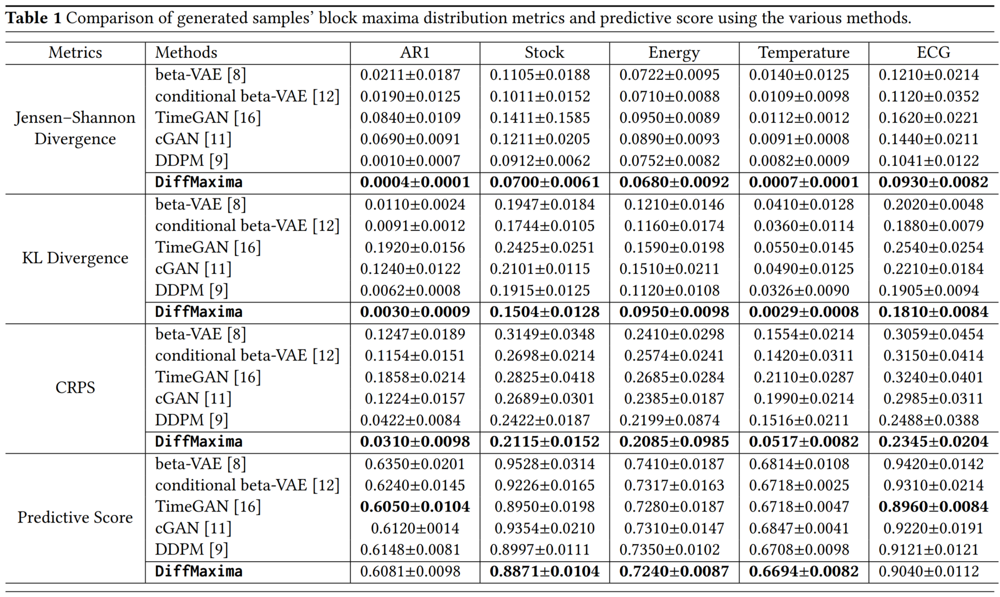 Table 1 Comparison of generated samples’ block maxima distribution metrics and predictive score using the various methods.
Metrics Methods AR1 Stock Energy Temperature ECG
Jensen–Shannon Divergence
beta-VAE [8] 0.0211±0.0187 0.1105±0.0188 0.0722±0.0095 0.0140±0.0125 0.1210±0.0214
conditional beta-VAE [12] 0.0190±0.0125 0.1011±0.0152 0.0710±0.0088 0.0109±0.0098 0.1120±0.0352
TimeGAN [16] 0.0840±0.0109 0.1411±0.1585 0.0950±0.0089 0.0112±0.0012 0.1620±0.0221
cGAN [11] 0.0690±0.0091 0.1211±0.0205 0.0890±0.0093 0.0091±0.0008 0.1440±0.0211
DDPM [9] 0.0010±0.0007 0.0912±0.0062 0.0752±0.0082 0.0082±0.0009 0.1041±0.0122
DiffMaxima 0.0004±0.0001 0.0700±0.0061 0.0680±0.0092 0.0007±0.0001 0.0930±0.0082
KL Divergence
beta-VAE [8] 0.0110±0.0024 0.1947±0.0184 0.1210±0.0146 0.0410±0.0128 0.2020±0.0048
conditional beta-VAE [12] 0.0091±0.0012 0.1744±0.0105 0.1160±0.0174 0.0360±0.0114 0.1880±0.0079
TimeGAN [16] 0.1920±0.0156 0.2425±0.0251 0.1590±0.0198 0.0550±0.0145 0.2540±0.0254
cGAN [11] 0.1240±0.0122 0.2101±0.0115 0.1510±0.0211 0.0490±0.0125 0.2210±0.0184
DDPM [9] 0.0062±0.0008 0.1915±0.0125 0.1120±0.0108 0.0326±0.0090 0.1905±0.0094
DiffMaxima 0.0030±0.0009 0.1504±0.0128 0.0950±0.0098 0.0029±0.0008 0.1810±0.0084
CRPS
beta-VAE [8] 0.1247±0.0189 0.3149±0.0348 0.2410±0.0298 0.1554±0.0214 0.3059±0.0454
conditional beta-VAE [12] 0.1154±0.0151 0.2698±0.0214 0.2574±0.0241 0.1420±0.0311 0.3150±0.0414
TimeGAN [16] 0.1858±0.0214 0.2825±0.0418 0.2685±0.0284 0.2110±0.0287 0.3240±0.0401
cGAN [11] 0.1224±0.0157 0.2689±0.0301 0.2385±0.0187 0.1990±0.0214 0.2985±0.0311
DDPM [9] 0.0422±0.0084 0.2422±0.0187 0.2199±0.0874 0.1516±0.0211 0.2488±0.0388
DiffMaxima 0.0310±0.0098 0.2115±0.0152 0.2085±0.0985 0.0517±0.0082 0.2345±0.0204
Predictive Score
beta-VAE [8] 0.6350±0.0201 0.9528±0.0314 0.7410±0.0187 0.6814±0.0108 0.9420±0.0142
conditional beta-VAE [12] 0.6240±0.0145 0.9226±0.0165 0.7317±0.0163 0.6718±0.0025 0.9310±0.0214
TimeGAN [16] 0.6050±0.0104 0.8950±0.0198 0.7280±0.0187 0.6718±0.0047 0.8960±0.0084
cGAN [11] 0.6120±0014 0.9354±0.0210 0.7310±0.0147 0.6847±0.0041 0.9220±0.0191
DDPM [9] 0.6148±0.0081 0.8997±0.0111 0.7350±0.0102 0.6708±0.0098 0.9121±0.0121
DiffMaxima 0.6081±0.0098 0.8871±0.0104 0.7240±0.0087 0.6694±0.0082 0.9040±0.0112